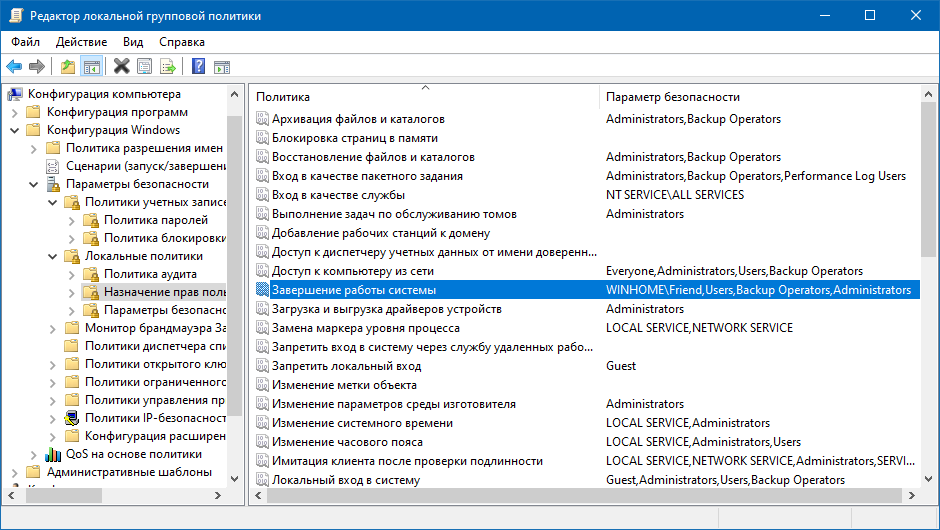 Редактор локальной групповой политики
Файл Действие Вид Справка
Конфигурация компьютера
Конфигурация программ
Конфигурация Windows
Политика разрешения имен
Сценарии (запуск/завершени
Параметры безопасности
Политики учетных записе
Политика паролей
Политика блокировки
Локальные политики
Политика аудита
Назначение прав поль
Параметры безопасно
Монитор брандмауэра За
Политики диспетчера спи
Политики открытого клю
Политики ограниченного
Политики управления пр
Политики IP-безопасност
Конфигурация расширен
QoS на основе политики
Административные шаблоны
Политика Параметр безопасности
Архивация файлов и каталогов Administrators,Backup Operators
Блокировка страниц в памяти
Восстановление файлов и каталогов Administrators,Backup Operators
Вход в качестве пакетного задания Administrators,Backup Operators,Performance Log Users
Вход в качестве службы NT SERVICE\ALL SERVICES
Выполнение задач по обслуживанию томов Administrators
Добавление рабочих станций к домену
Доступ к диспетчеру учетных данных от имени доверенн...
Доступ к компьютеру из сети Everyone,Administrators,Users,Backup Operators
Завершение работы системы WINHOME\Friend,Users,Backup Operators,Administrators
Загрузка и выгрузка драйверов устройств Administrators
Замена маркера уровня процесса LOCAL SERVICE,NETWORK SERVICE
Запретить вход в систему через службу удаленных рабо...
Запретить локальный вход Guest
Изменение метки объекта
Изменение параметров среды изготовителя Administrators
Изменение системного времени LOCAL SERVICE,Administrators
Изменение часового пояса LOCAL SERVICE,Administrators,Users
Имитация клиента после проверки подлинности LOCAL SERVICE,NETWORK SERVICE,Administrators,SERVI...
Локальный вход в систему Guest,Administrators,Users,Backup Operators